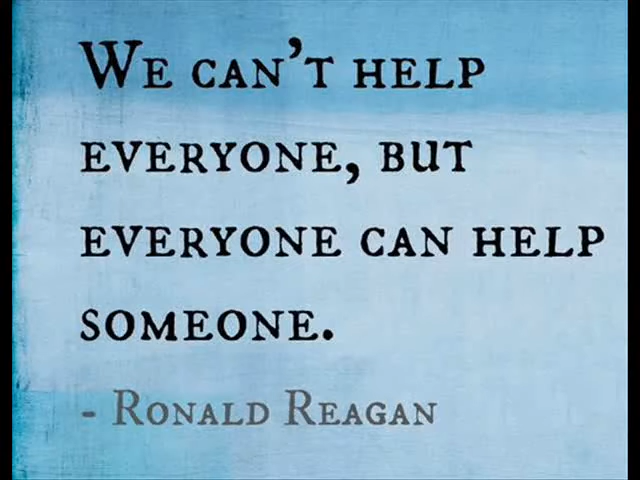 We can't help
everyone, but
everyone can help
someone.
- Ronald Reagan